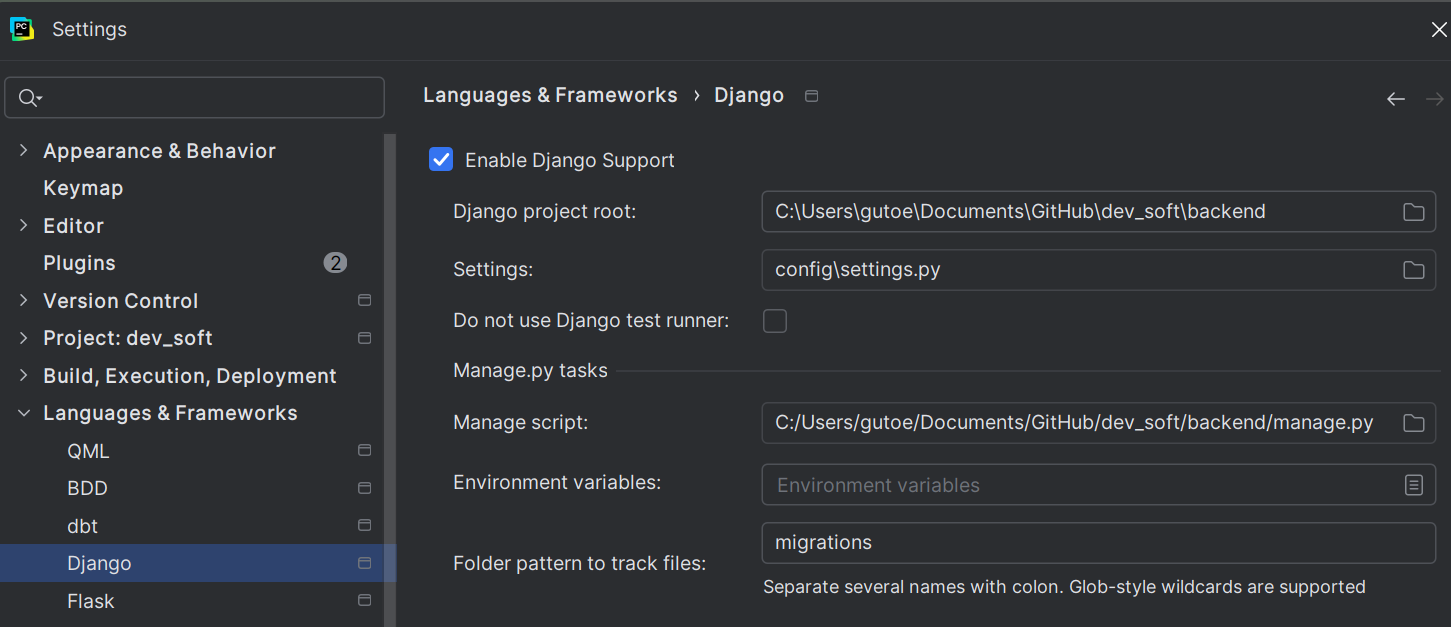 PC
Settings
Languages & Frameworks › Django
Appearance & Behavior
Keymap
Editor
Plugins 2
Version Control
Project: dev_soft
Build, Execution, Deployment
Languages & Frameworks
QML
BDD
dbt
Django
Flask
Enable Django Support
Django project root: C:\Users\gutoe\Documents\GitHub\dev_soft\backend
Settings: config\settings.py
Do not use Django test runner:
Manage.py tasks
Manage script: C:/Users/gutoe/Documents/GitHub/dev_soft/backend/manage.py
Environment variables: Environment variables
Folder pattern to track files: migrations
Separate several names with colon. Glob-style wildcards are supported